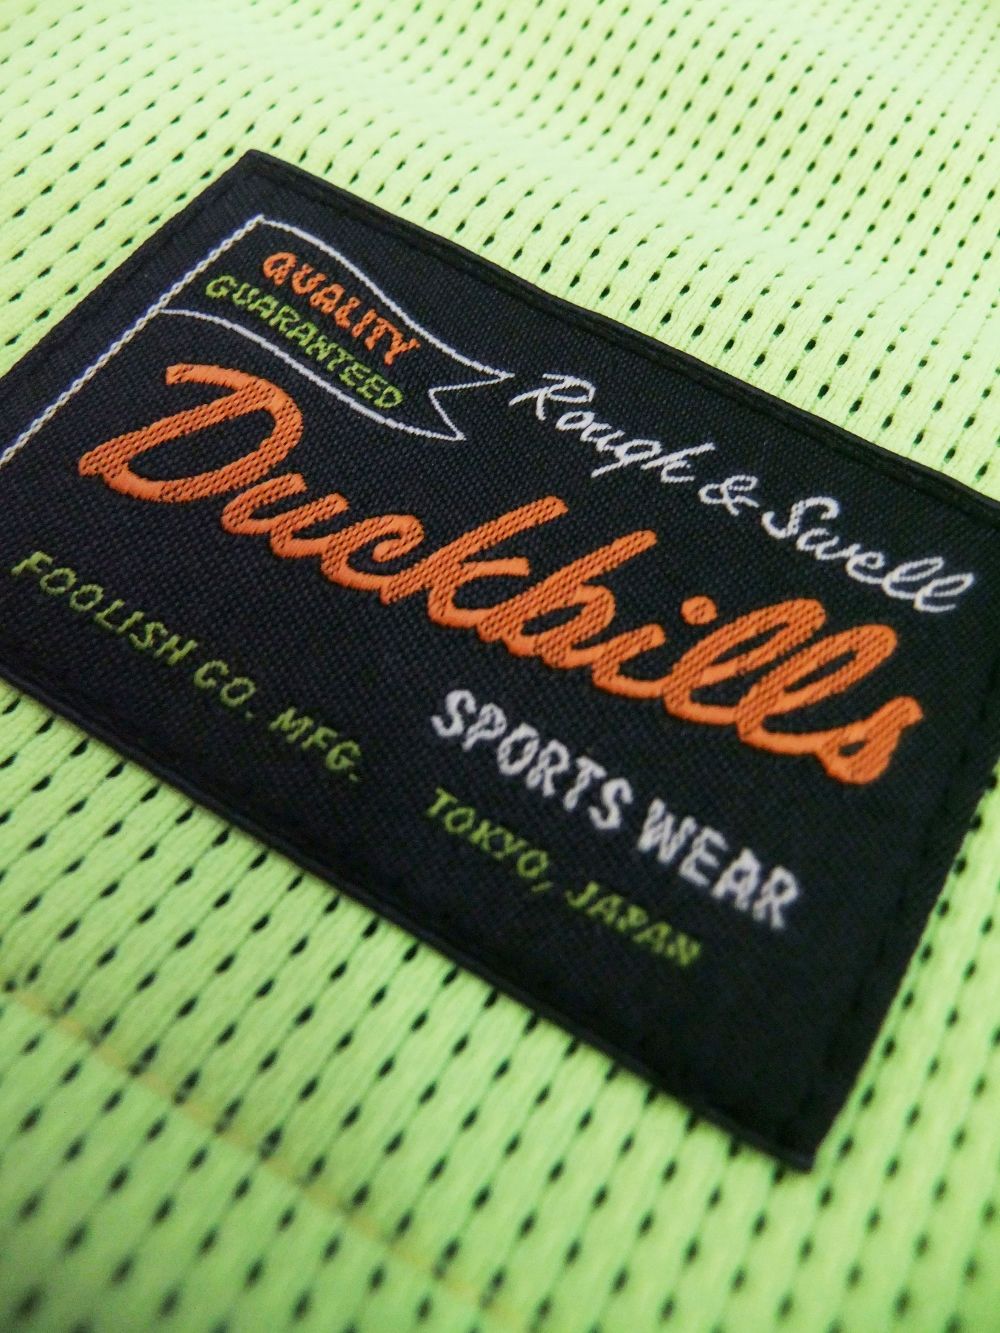 QUALITY
GUARANTEED
Rough & Swell
Duckbills
SPORTS WEAR
FOOLISH CO. MFG. TOKYO, JAPAN